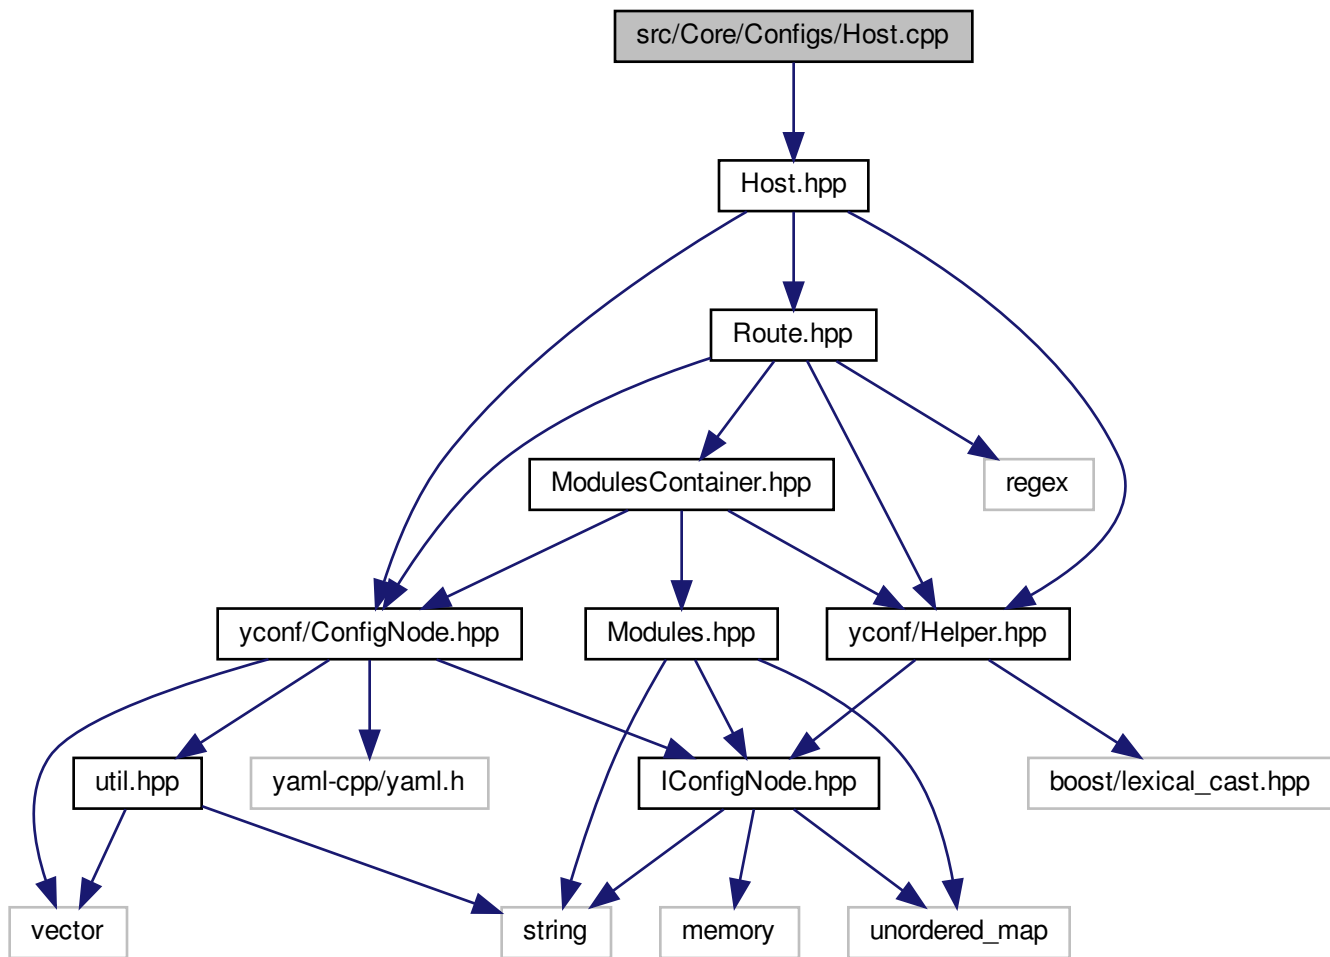 src/Core/Configs/Host.cpp
Host.hpp
Route.hpp
ModulesContainer.hpp
regex
yconf/ConfigNode.hpp
Modules.hpp
yconf/Helper.hpp
util.hpp
yaml-cpp/yaml.h
IConfigNode.hpp
boost/lexical_cast.hpp
vector
string
memory
unordered_map